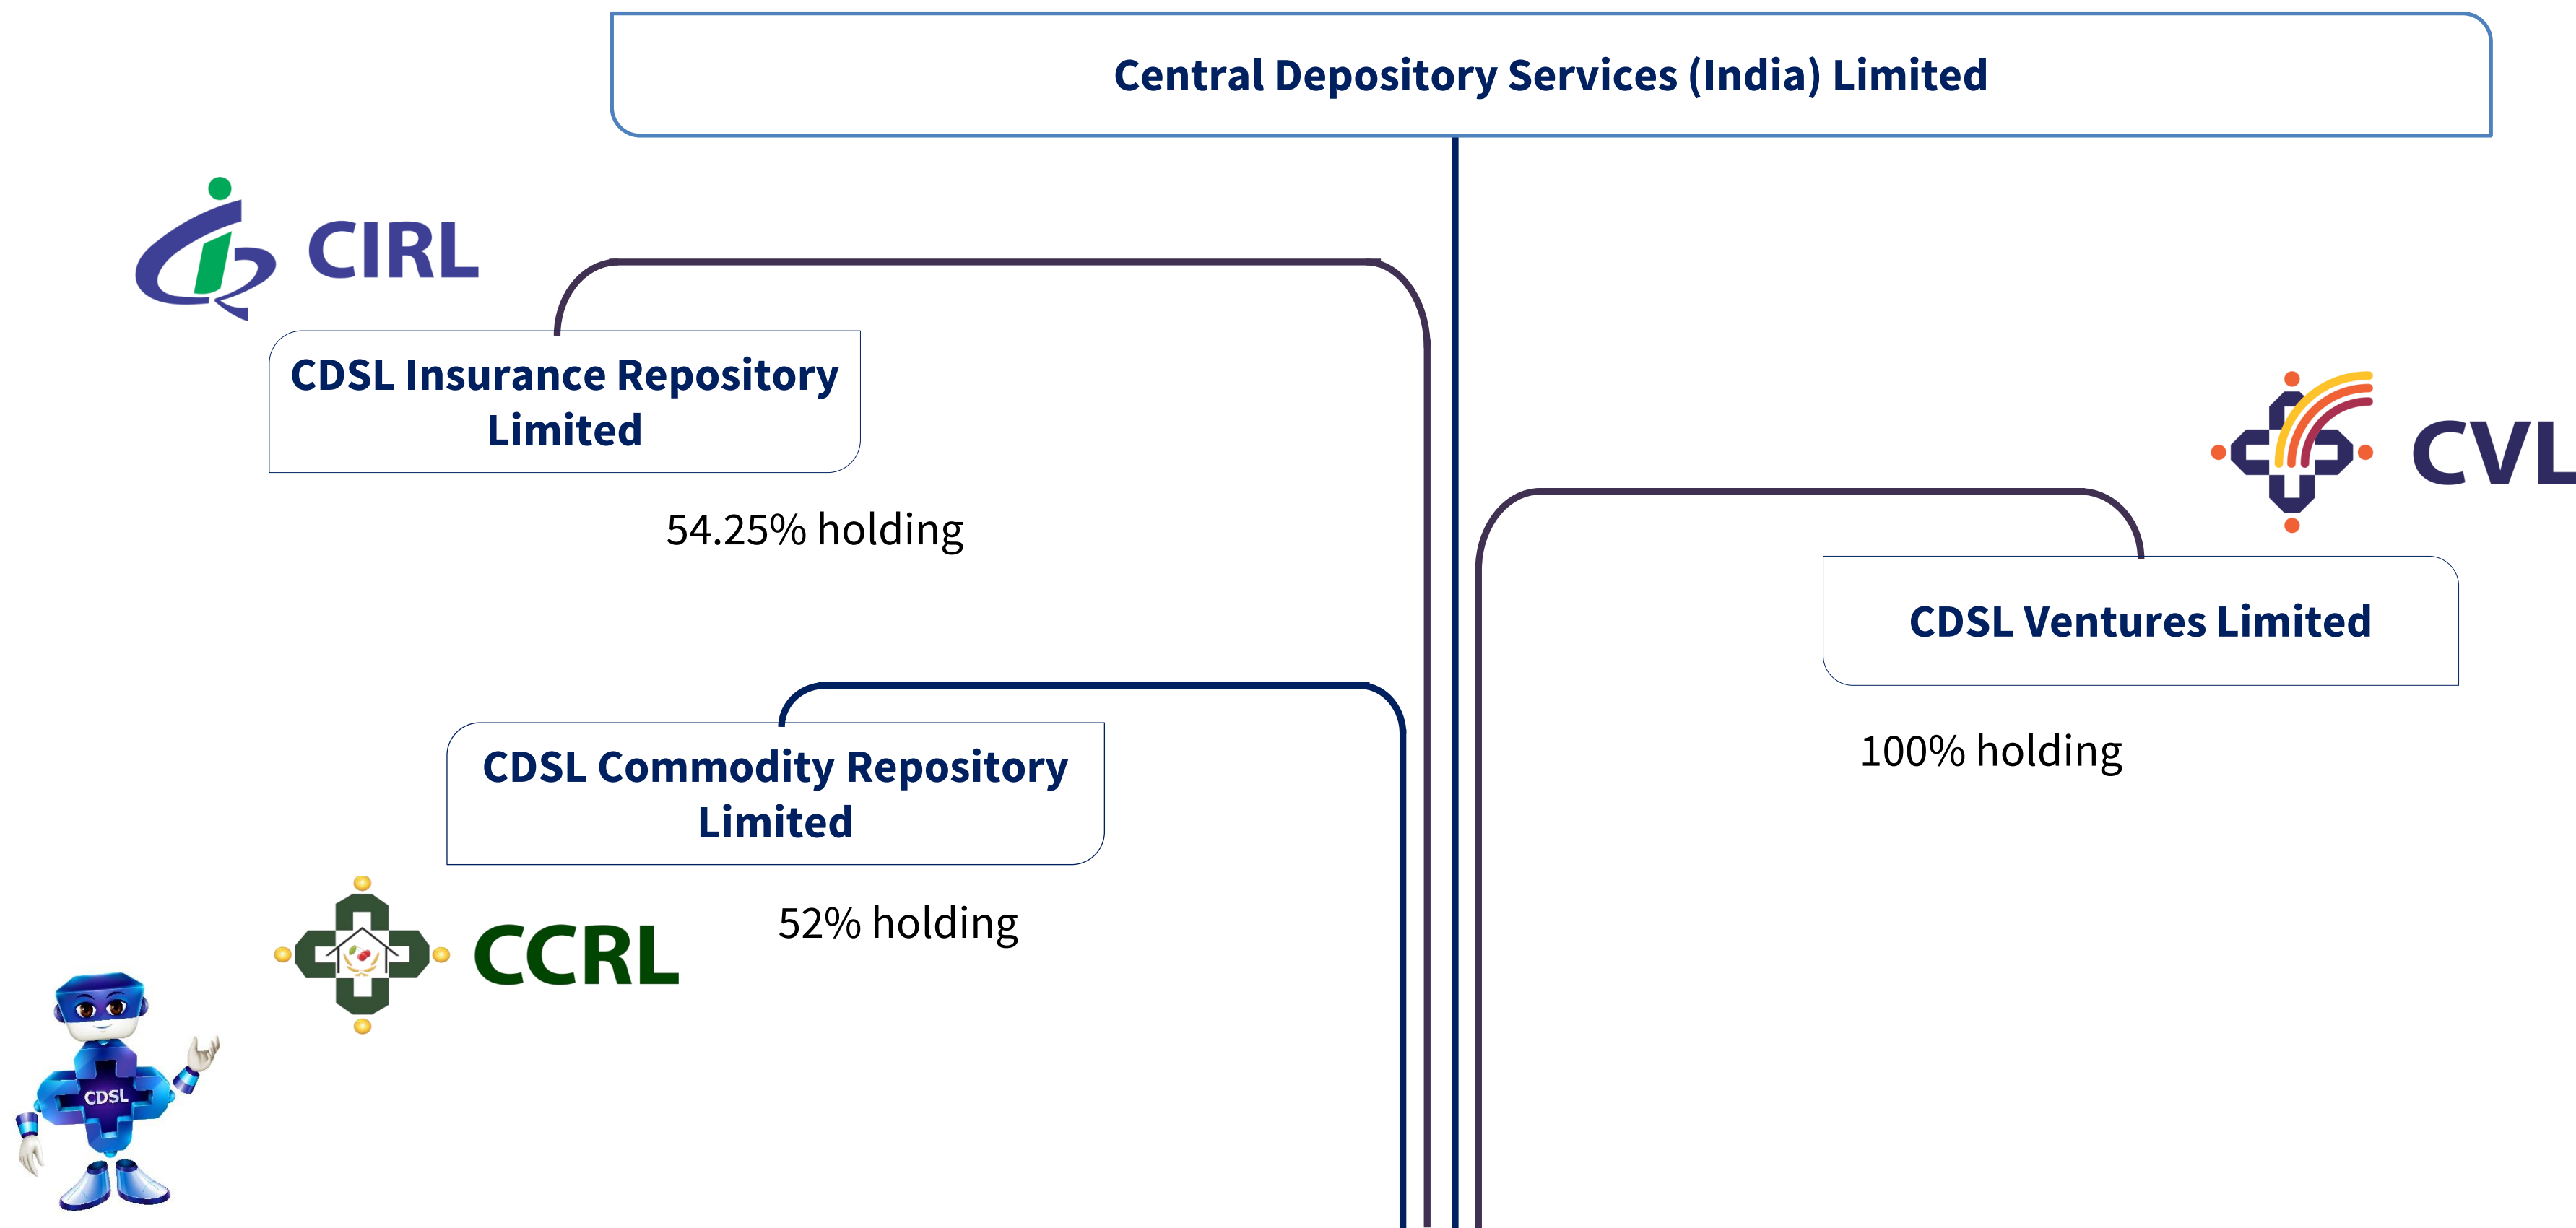 Central Depository Services (India) Limited
CIRL
CDSL Insurance Repository
Limited
54.25% holding
CVL
CDSL Ventures Limited
100% holding
CDSL Commodity Repository
Limited
52% holding
CCRL
CDSL